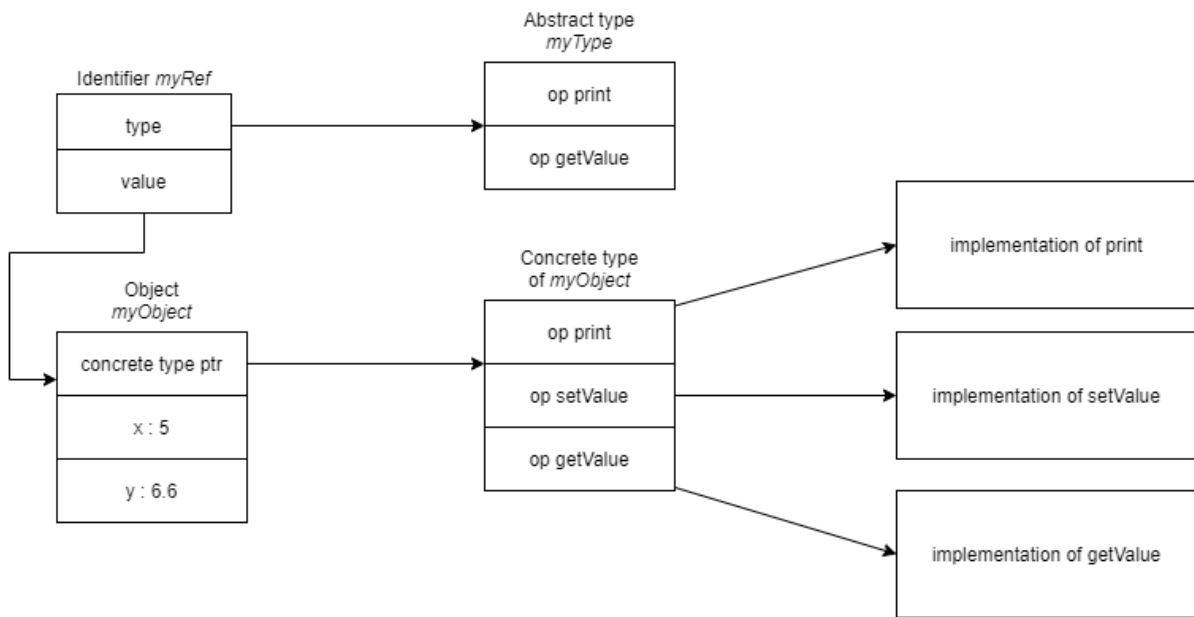 Abstract type
myType
Identifier myRef
op print
type
op getValue
value
implementation of print
Concrete type
of myObject
Object
myObject
op print
concrete type ptr
op setValue
implementation of setValue
x : 5
op getValue
y : 6.6
implementation of getValue